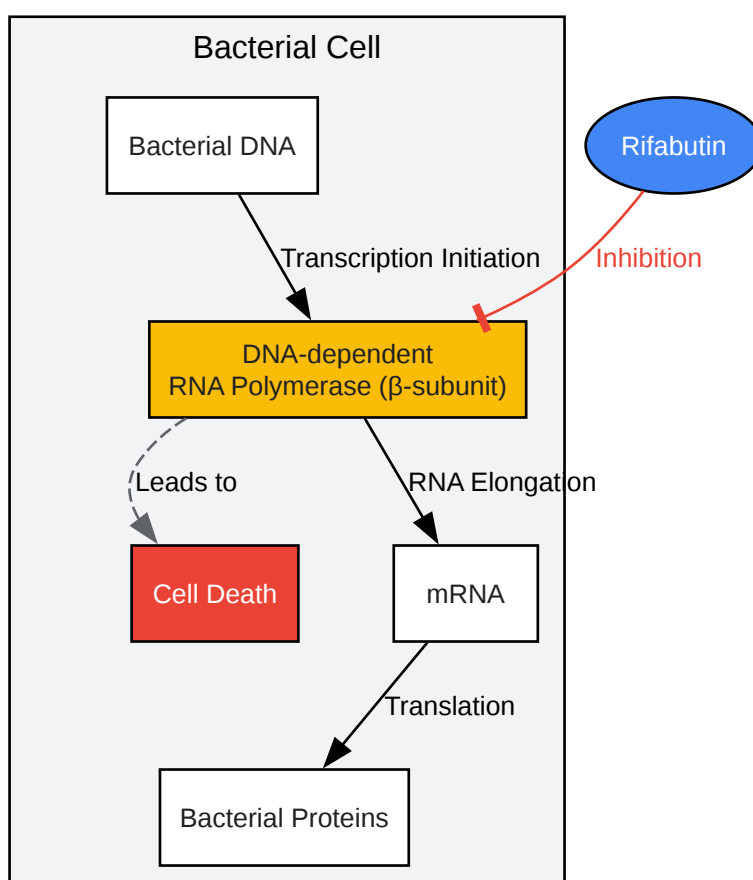 Bacterial Cell
Bacterial DNA
Rifabutin
Transcription Initiation
Inhibition
DNA-dependent
RNA Polymerase (β-subunit)
Leads to
RNA Elongation
Cell Death
mRNA
Translation
Bacterial Proteins